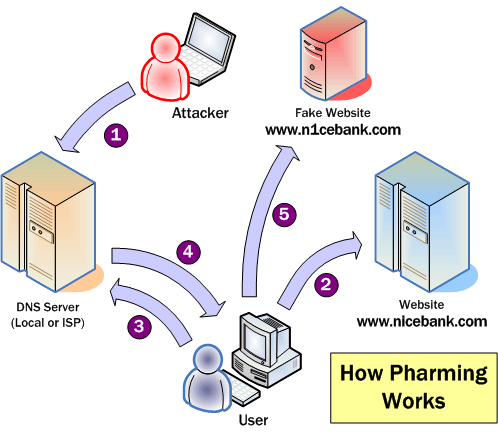 Attacker
Fake Website
www.n1cebank.com
1
4
5
2
3
DNS Server
(Local or ISP)
Website
www.nicebank.com
User
How Pharming
Works